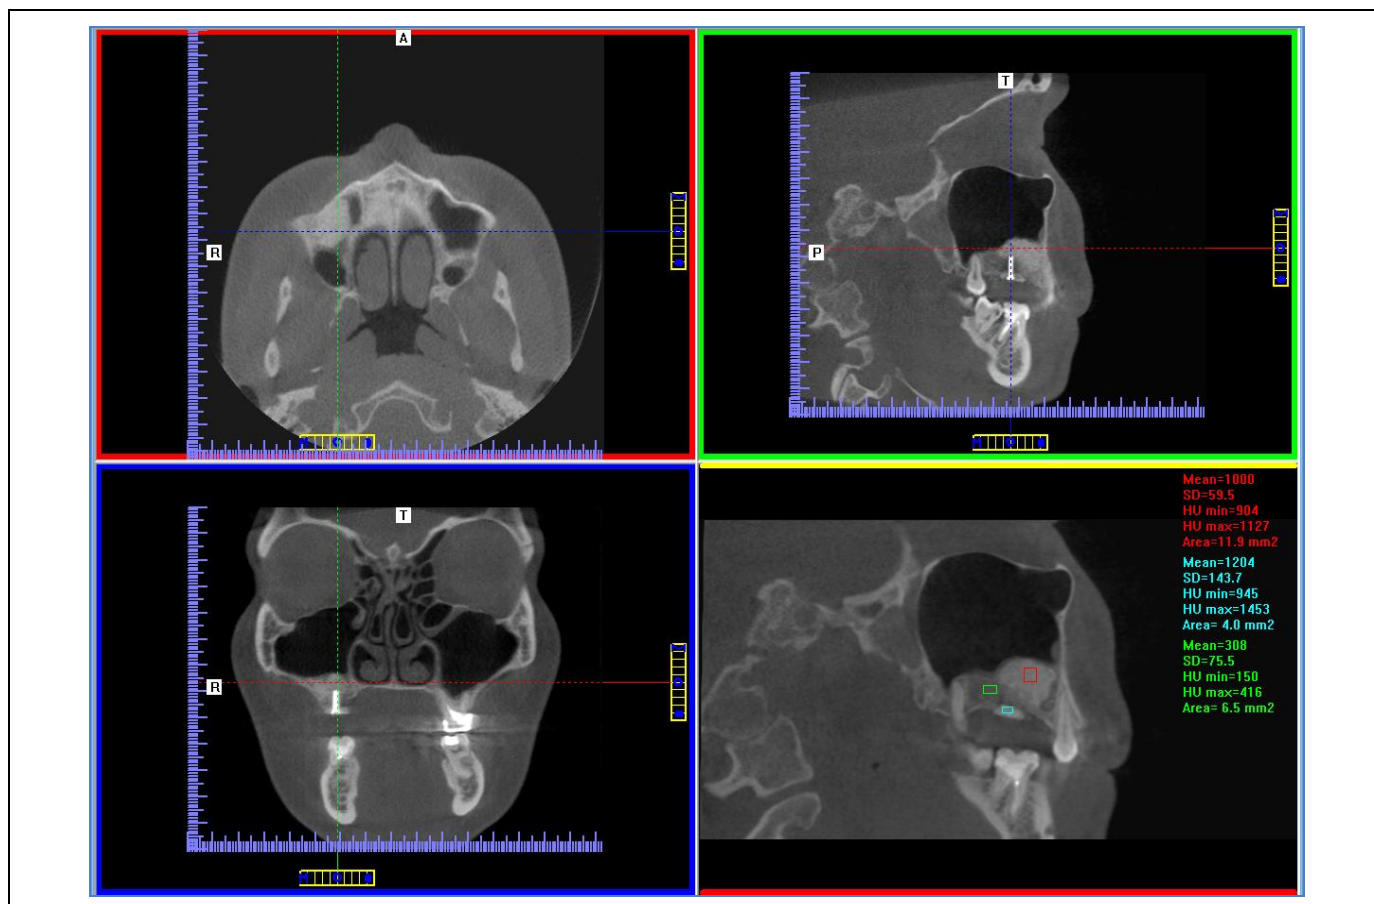 A
R
T
P
T
R
Mean=1000
SD=59.5
HU min=904
HU max=1127
Area=11.9 mm2
Mean=1204
SD=143.7
HU min=945
HU max=1453
Area= 4.0 mm2
Mean=308
SD=75.5
HU min=150
HU max=416
Area= 6.5 mm2